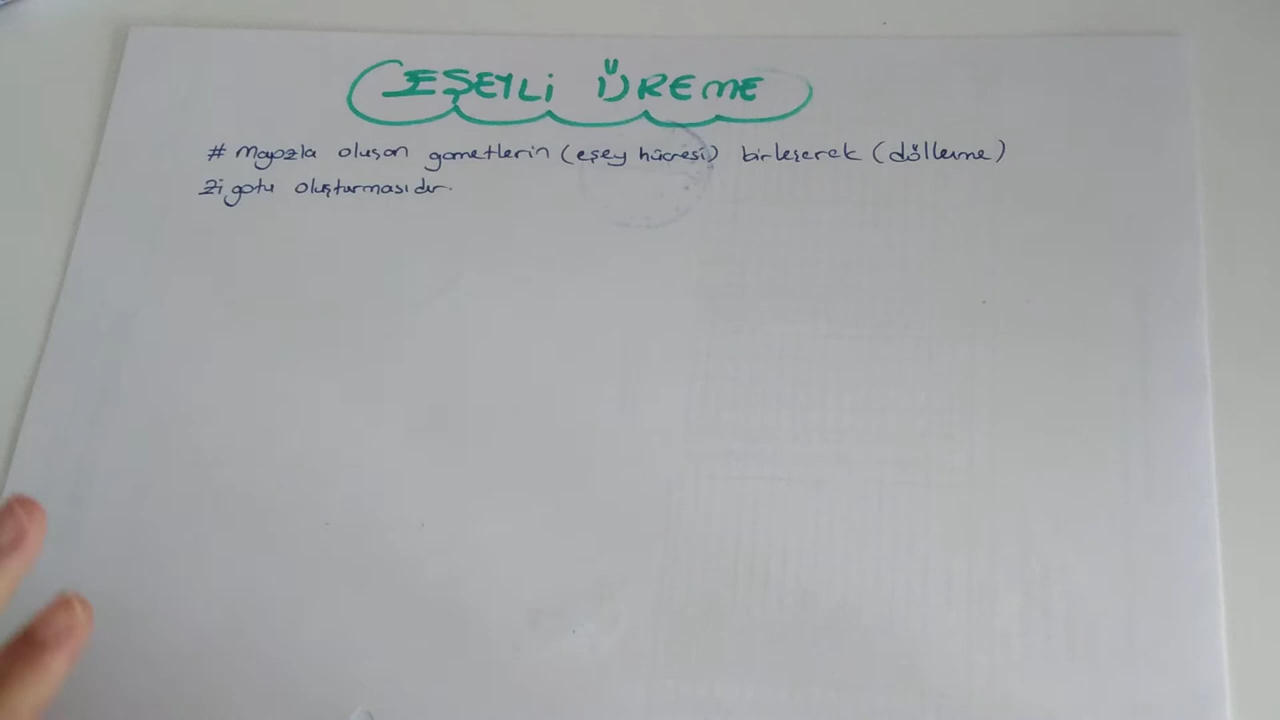 EŞEYLİ ÜREME
# Mayozla oluşan gametlerin (eşey hücresi) birleşerek (döllenme)
zigotu oluşturmasıdır.